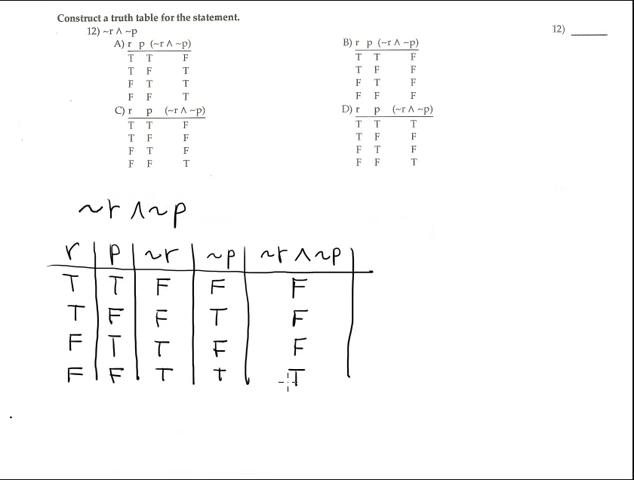 Construct a truth table for the statement.
12) ~r ∧ ~p
12) ______
A) r p (~r ∧ ~p)
T T F
T F T
F T T
F F T
B) r p (~r ∧ ~p)
T T F
T F F
F T F
F F F
C) r p (~r ∧ ~p)
T T F
T F F
F T F
F F T
D) r p (~r ∧ ~p)
T T T
T F F
F T F
F F T
~r ∧ ~p
r p ~r ~p ~r ∧ ~p
T T F F F
T F F T F
F T T F F
F F T T T